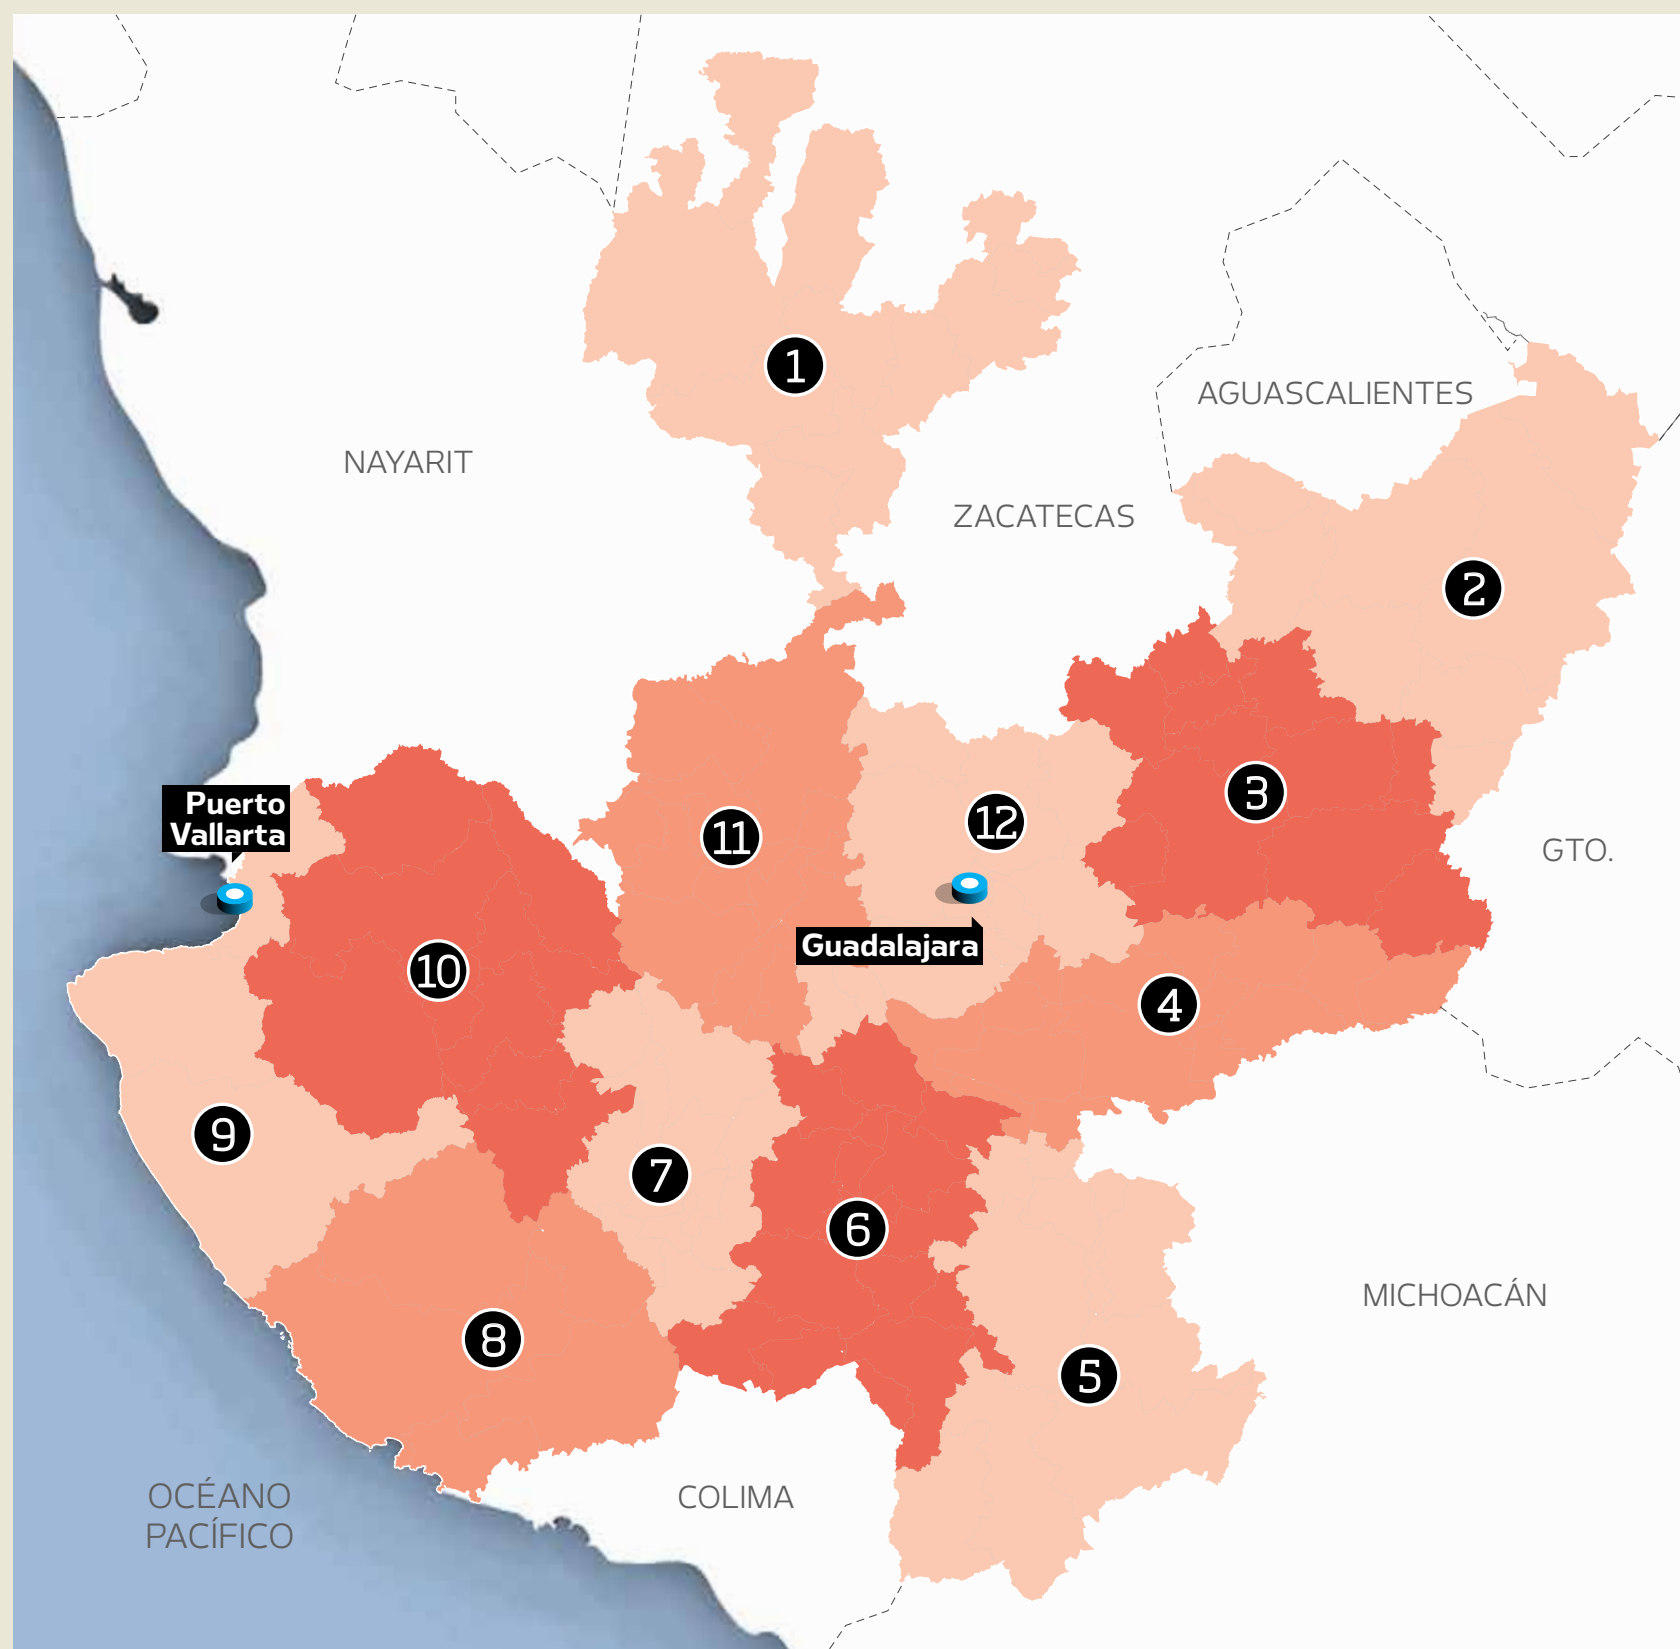 1
AGUASCALIENTES
NAYARIT
ZACATECAS
2
Puerto
Vallarta
3
11
12
GTO.
Guadalajara
10
4
9
7
6
MICHOACÁN
8
5
OCÉANO
PACÍFICO
COLIMA